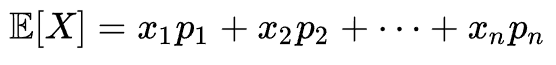 𝔼[X] = x₁p₁ + x₂p₂ + ⋯ + xₙpₙ